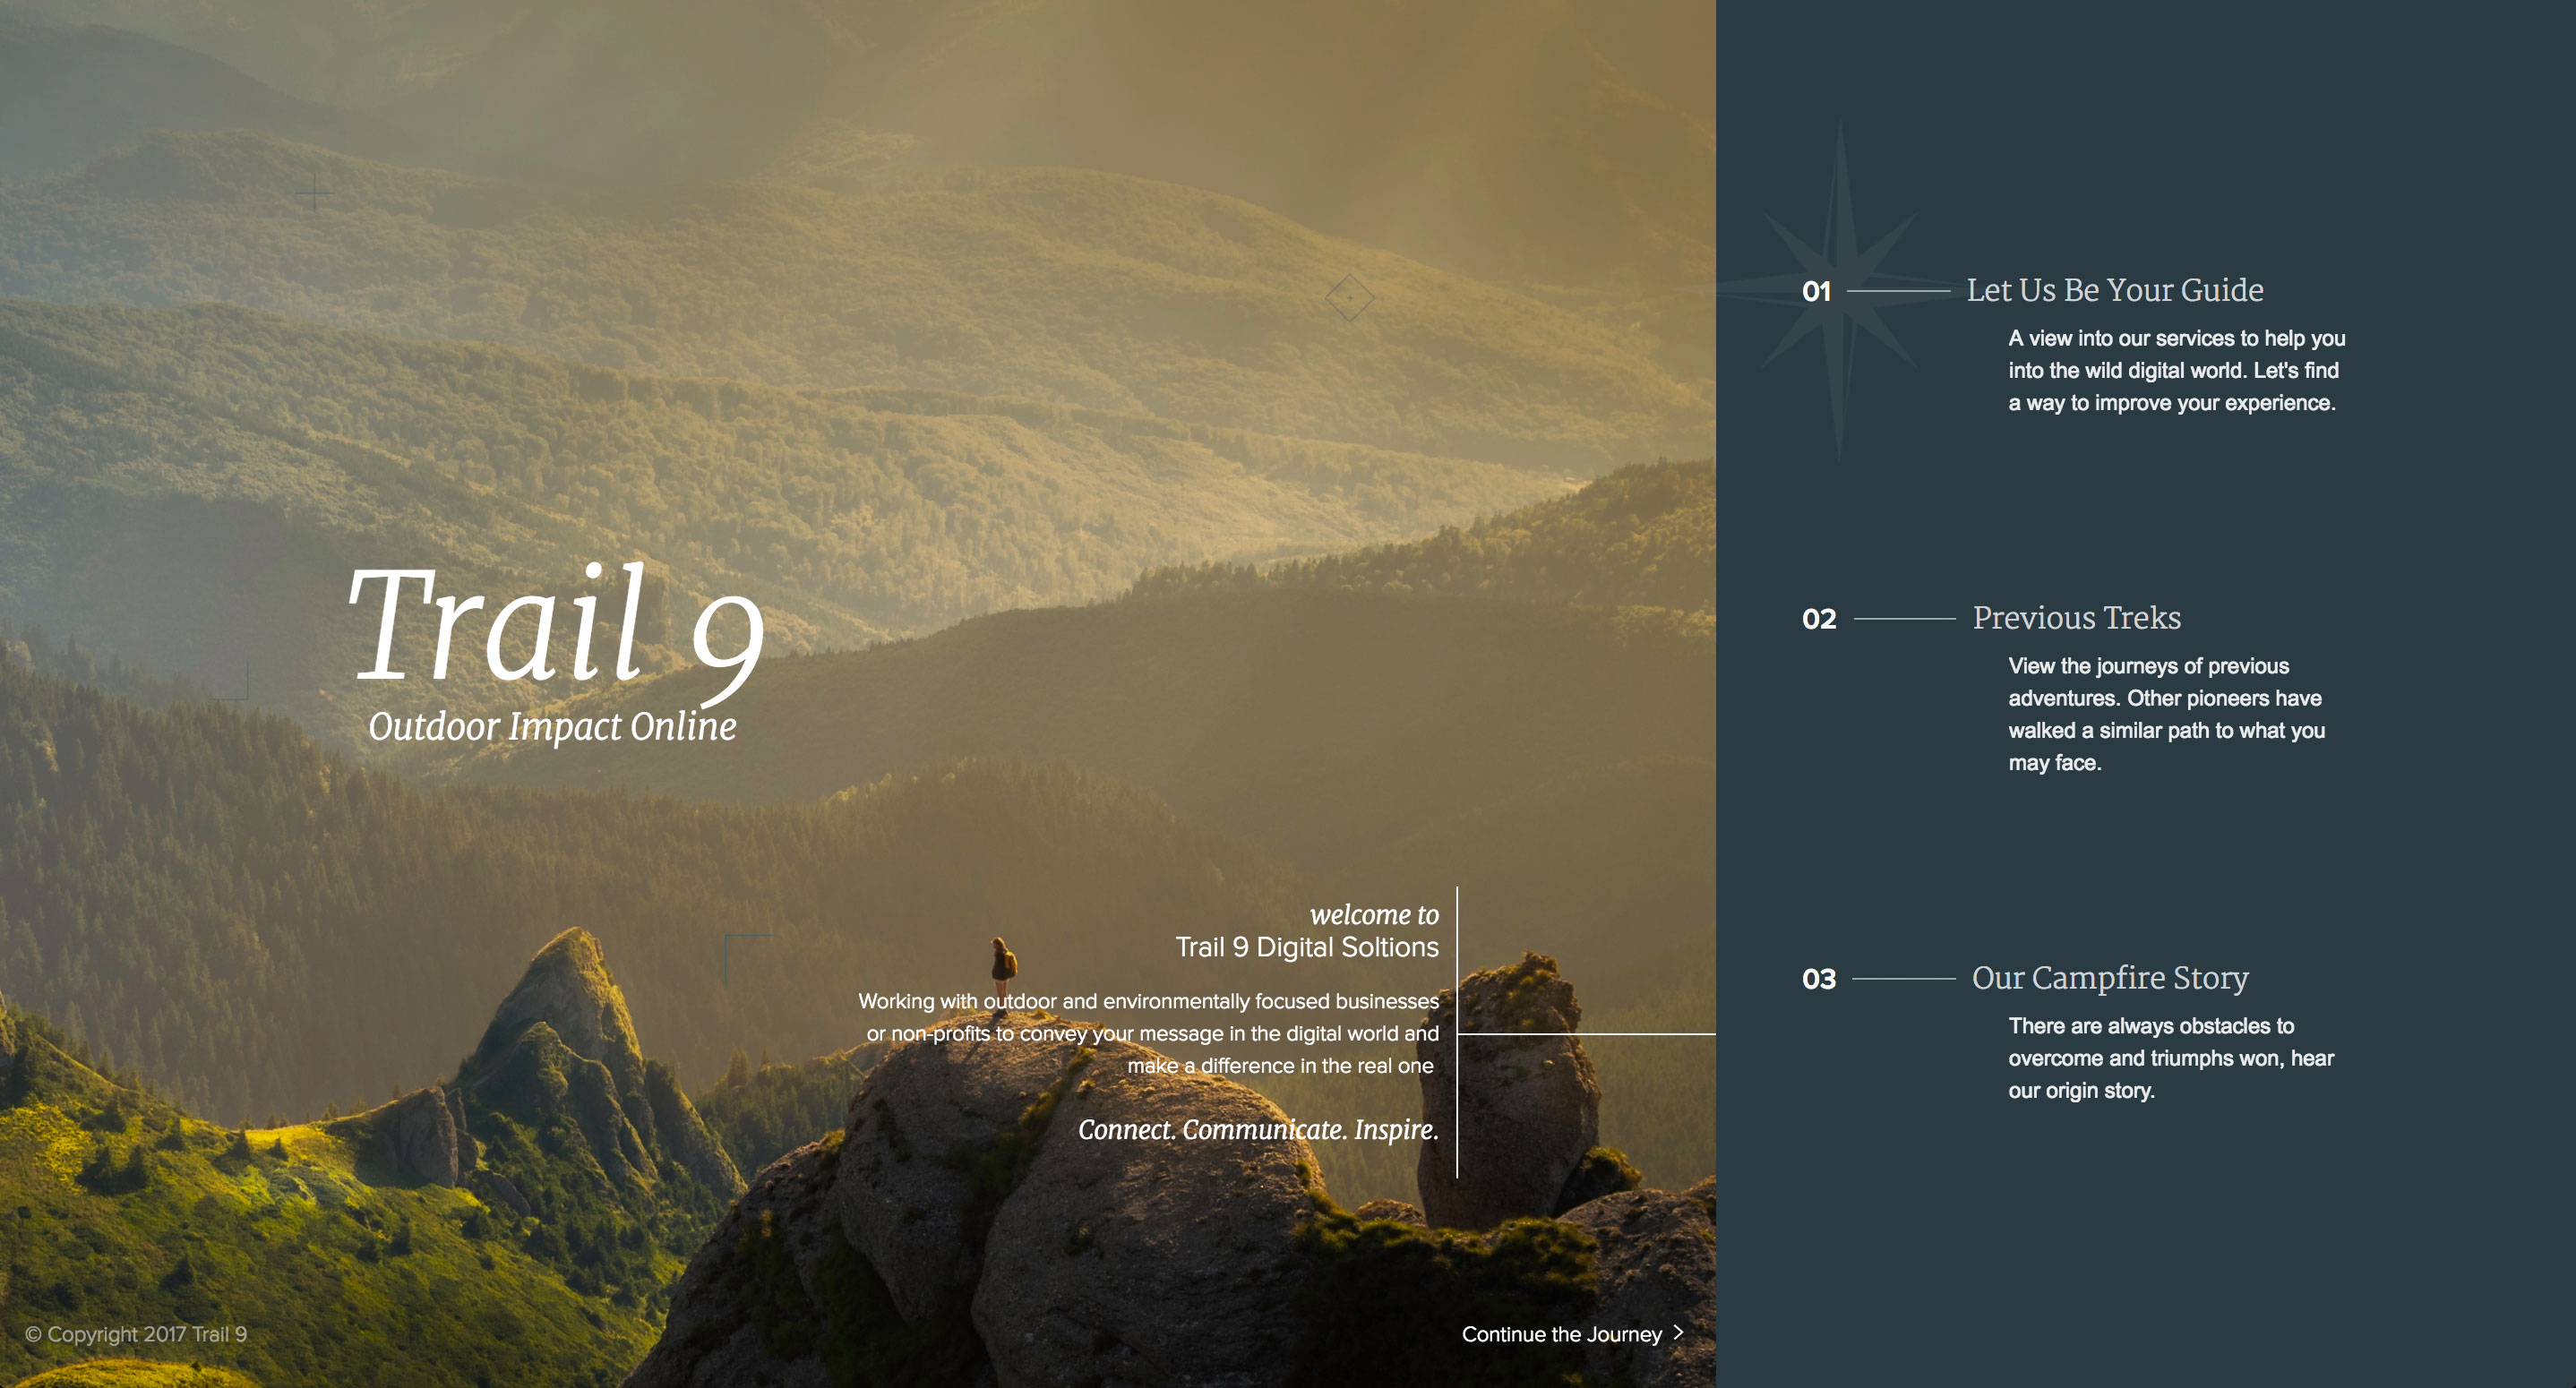 Trail 9
Outdoor Impact Online
welcome to
Trail 9 Digital Soltions
Working with outdoor and environmentally focused businesses
or non-profits to convey your message in the digital world and
make a difference in the real one
Connect. Communicate. Inspire.
© Copyright 2017 Trail 9
Continue the Journey
01 Let Us Be Your Guide
A view into our services to help you
into the wild digital world. Let's find
a way to improve your experience.
02 Previous Treks
View the journeys of previous
adventures. Other pioneers have
walked a similar path to what you
may face.
03 Our Campfire Story
There are always obstacles to
overcome and triumphs won, hear
our origin story.